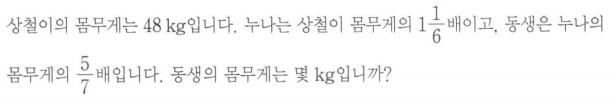 상철이의 몸무게는 48 kg입니다. 누나는 상철이 몸무게의 1 1/6 배이고, 동생은 누나의
몸무게의 5/7 배입니다. 동생의 몸무게는 몇 kg입니까?